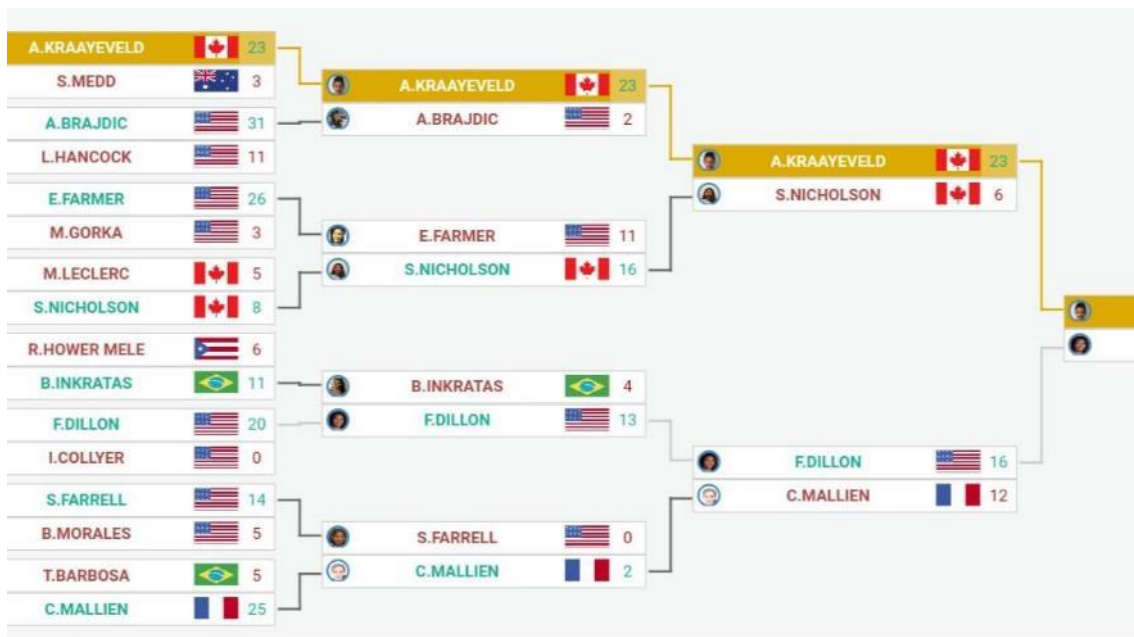 A.KRAAYEVELD 23
S.MEDD 3
A.BRAJDIC 31
L.HANCOCK 11
E.FARMER 26
M.GORKA 3
M.LECLERC 5
S.NICHOLSON 8
R.HOWER MELE 6
B.INKRATAS 11
F.DILLON 20
I.COLLYER 0
S.FARRELL 14
B.MORALES 5
T.BARBOSA 5
C.MALLIEN 25
A.KRAAYEVELD 23
A.BRAJDIC 2
E.FARMER 11
S.NICHOLSON 16
B.INKRATAS 4
F.DILLON 13
S.FARRELL 0
C.MALLIEN 2
A.KRAAYEVELD 23
S.NICHOLSON 6
F.DILLON 16
C.MALLIEN 12